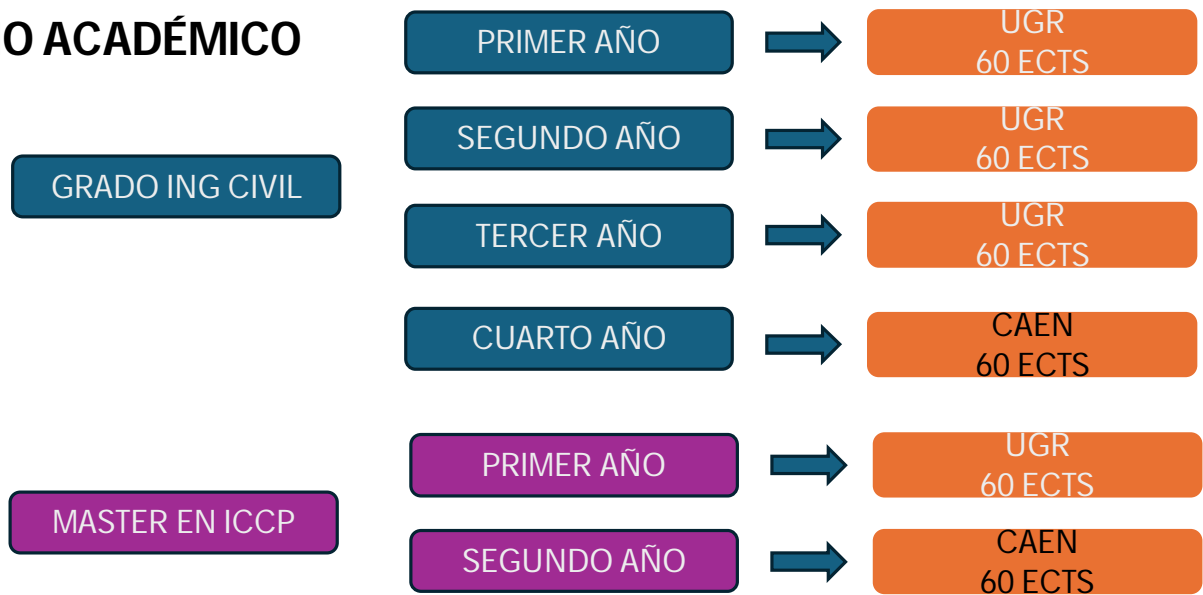 O ACADÉMICO
PRIMER AÑO
UGR
60 ECTS
SEGUNDO AÑO
UGR
60 ECTS
GRADO ING CIVIL
TERCER AÑO
UGR
60 ECTS
CUARTO AÑO
CAEN
60 ECTS
PRIMER AÑO
UGR
60 ECTS
MASTER EN ICCP
SEGUNDO AÑO
CAEN
60 ECTS